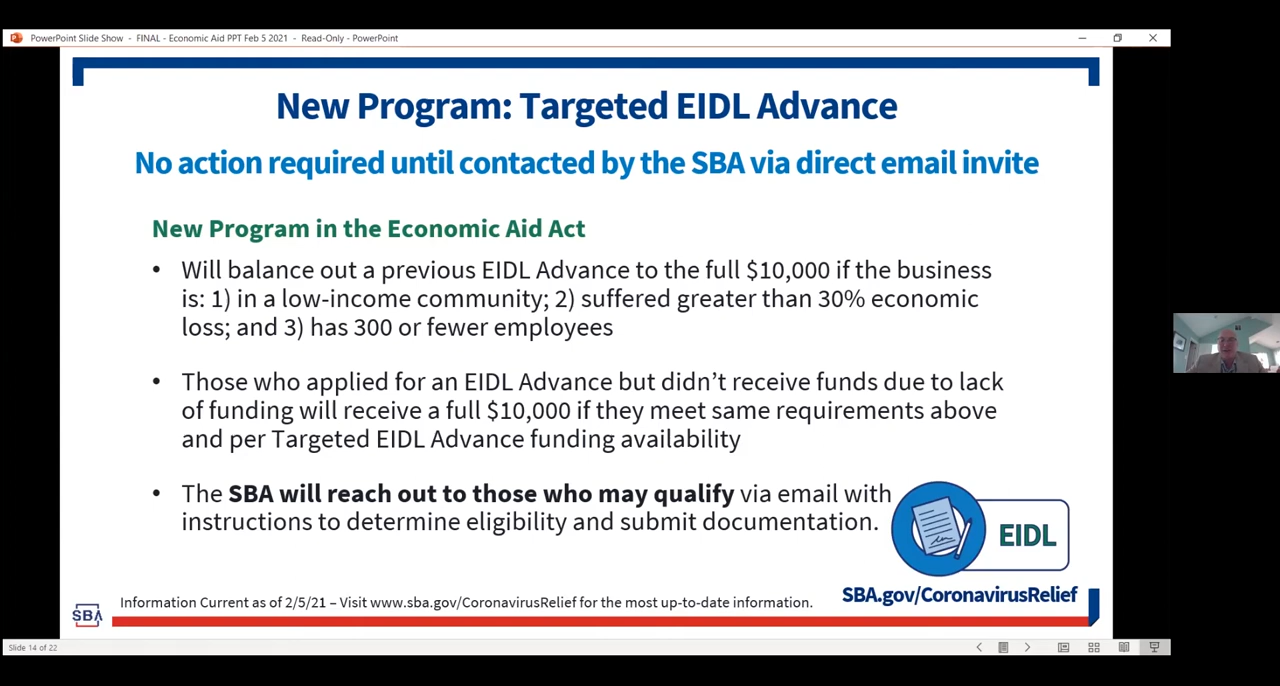 PowerPoint Slide Show - FINAL - Economic Aid PPT Feb 5 2021 - Read-Only - PowerPoint
New Program: Targeted EIDL Advance
No action required until contacted by the SBA via direct email invite
New Program in the Economic Aid Act
• Will balance out a previous EIDL Advance to the full $10,000 if the business
is: 1) in a low-income community; 2) suffered greater than 30% economic
loss; and 3) has 300 or fewer employees
• Those who applied for an EIDL Advance but didn’t receive funds due to lack
of funding will receive a full $10,000 if they meet same requirements above
and per Targeted EIDL Advance funding availability
• The SBA will reach out to those who may qualify via email with
instructions to determine eligibility and submit documentation.
EIDL
SBA.gov/CoronavirusRelief
Information Current as of 2/5/21 – Visit www.sba.gov/CoronavirusRelief for the most up-to-date information.
SBA
Slide 14 of 22